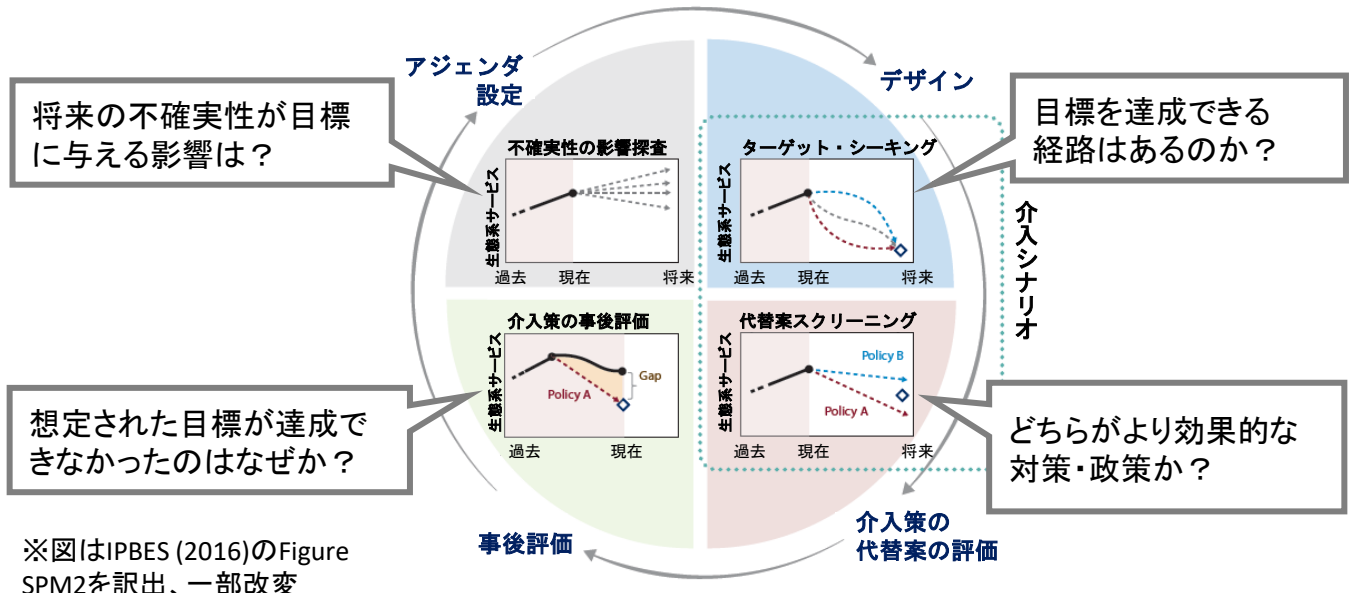 アジェンダ
設定
デザイン
将来の不確実性が目標
に与える影響は？
目標を達成できる
経路はあるのか？
不確実性の影響探査
生態系サービス
過去 現在 将来
ターゲット・シーキング
生態系サービス
過去 現在 将来
介入シナリオ
介入策の事後評価
生態系サービス
Policy A
Gap
過去 現在
代替案スクリーニング
生態系サービス
Policy B
Policy A
過去 現在 将来
想定された目標が達成で
きなかったのはなぜか？
どちらがより効果的な
対策・政策か？
事後評価
介入策の
代替案の評価
※図はIPBES (2016)のFigure
SPM2を訳出、一部改変